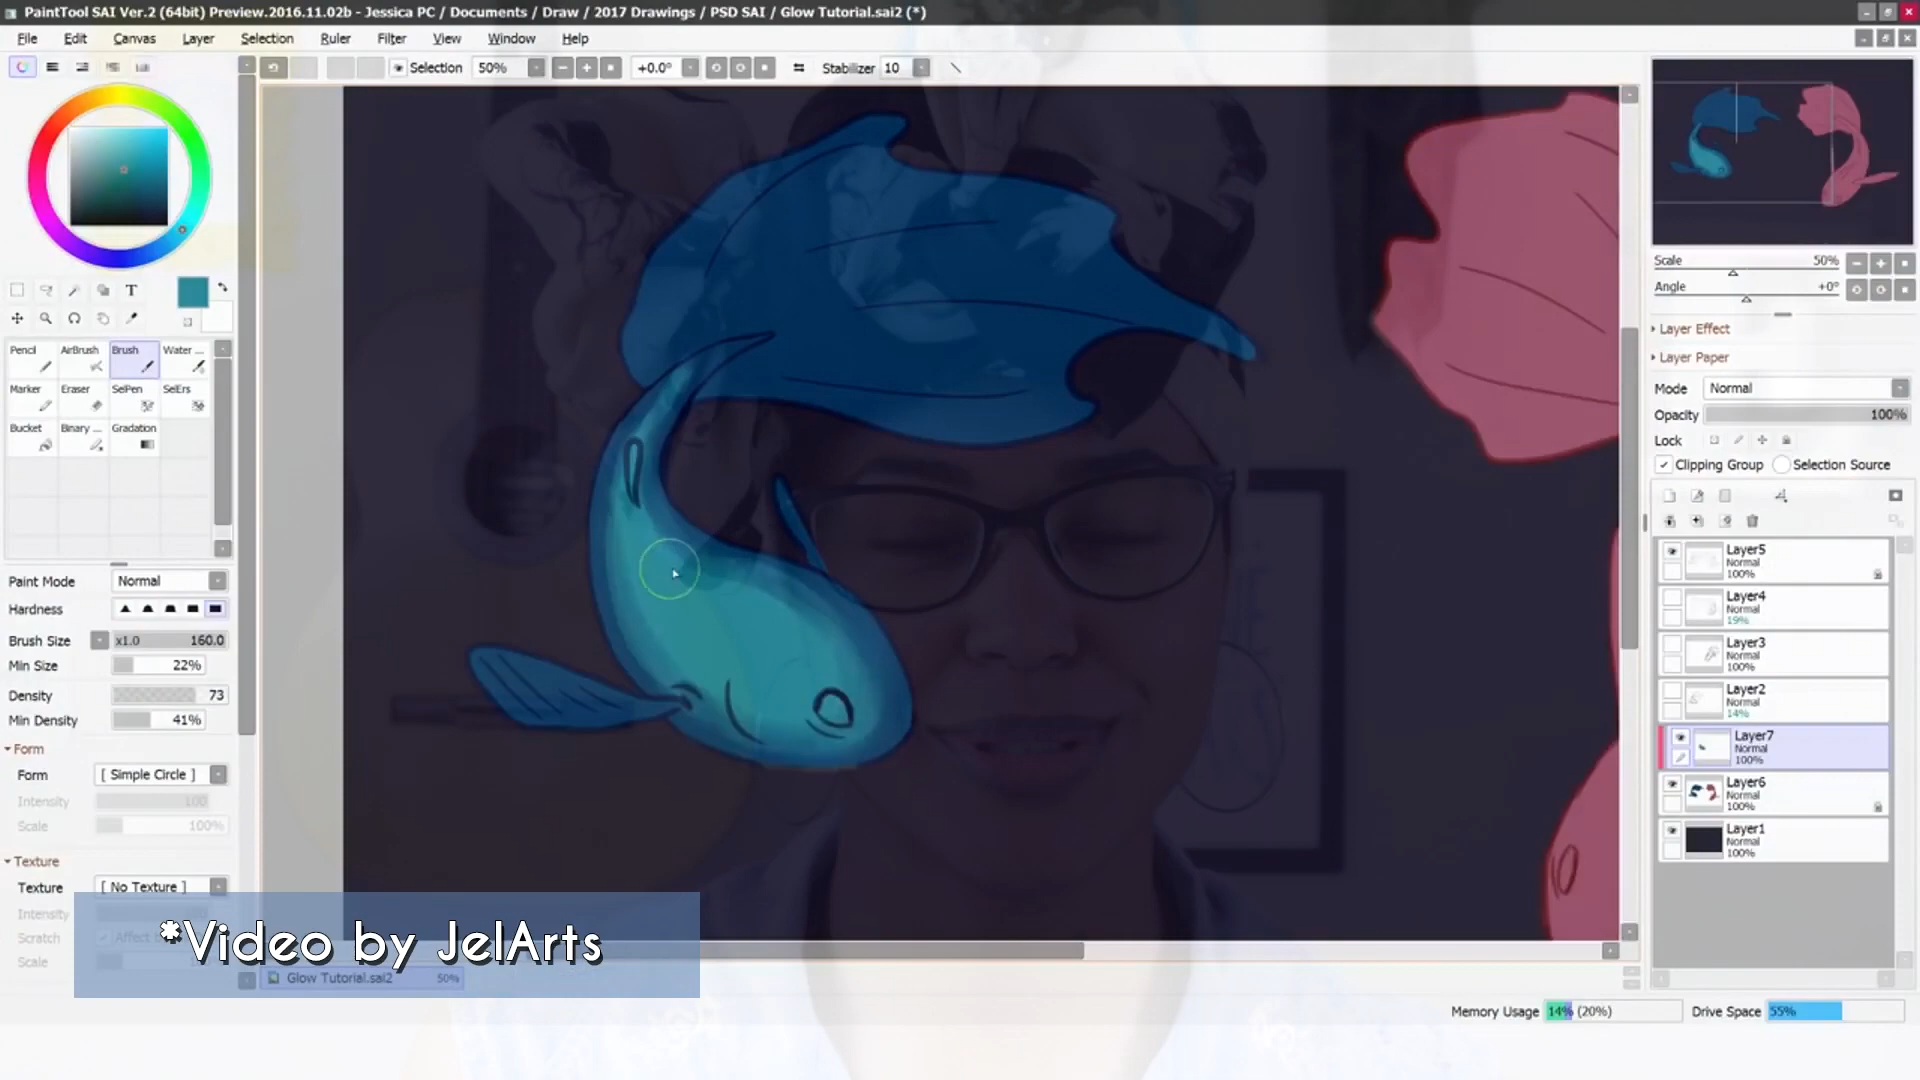 PaintTool SAI Ver.2 (64bit) Preview.2016.11.02b - Jessica PC / Documents / Draw / 2017 Drawings / PSD SAI / Glow Tutorial.sai2 (*)
File Edit Canvas Layer Selection Ruler Filter View Window Help
Selection 50% +0.0° Stabilizer 10
Scale 50%
Angle +0°
Layer Effect
Layer Paper
Mode Normal
Opacity 100%
Lock
Clipping Group Selection Source
T
Pencil AirBrush Brush Water ...
Marker Eraser SelPen SelErs
Bucket Binary ... Gradation
Paint Mode Normal
Hardness
Brush Size x1.0 160.0
Min Size 22%
Density 73
Min Density 41%
Form
Form [ Simple Circle ]
Intensity 100
Scale 100%
Texture
Texture [ No Texture ]
Intensity
Scratch
Scale
Layer5
Normal
100%
Layer4
Normal
19%
Layer3
Normal
100%
Layer2
Normal
14%
Layer7
Normal
100%
Layer6
Normal
100%
Layer1
Normal
100%
*Video by JelArts
Glow Tutorial.sai2 50%
Memory Usage 14% (20%) Drive Space 55%